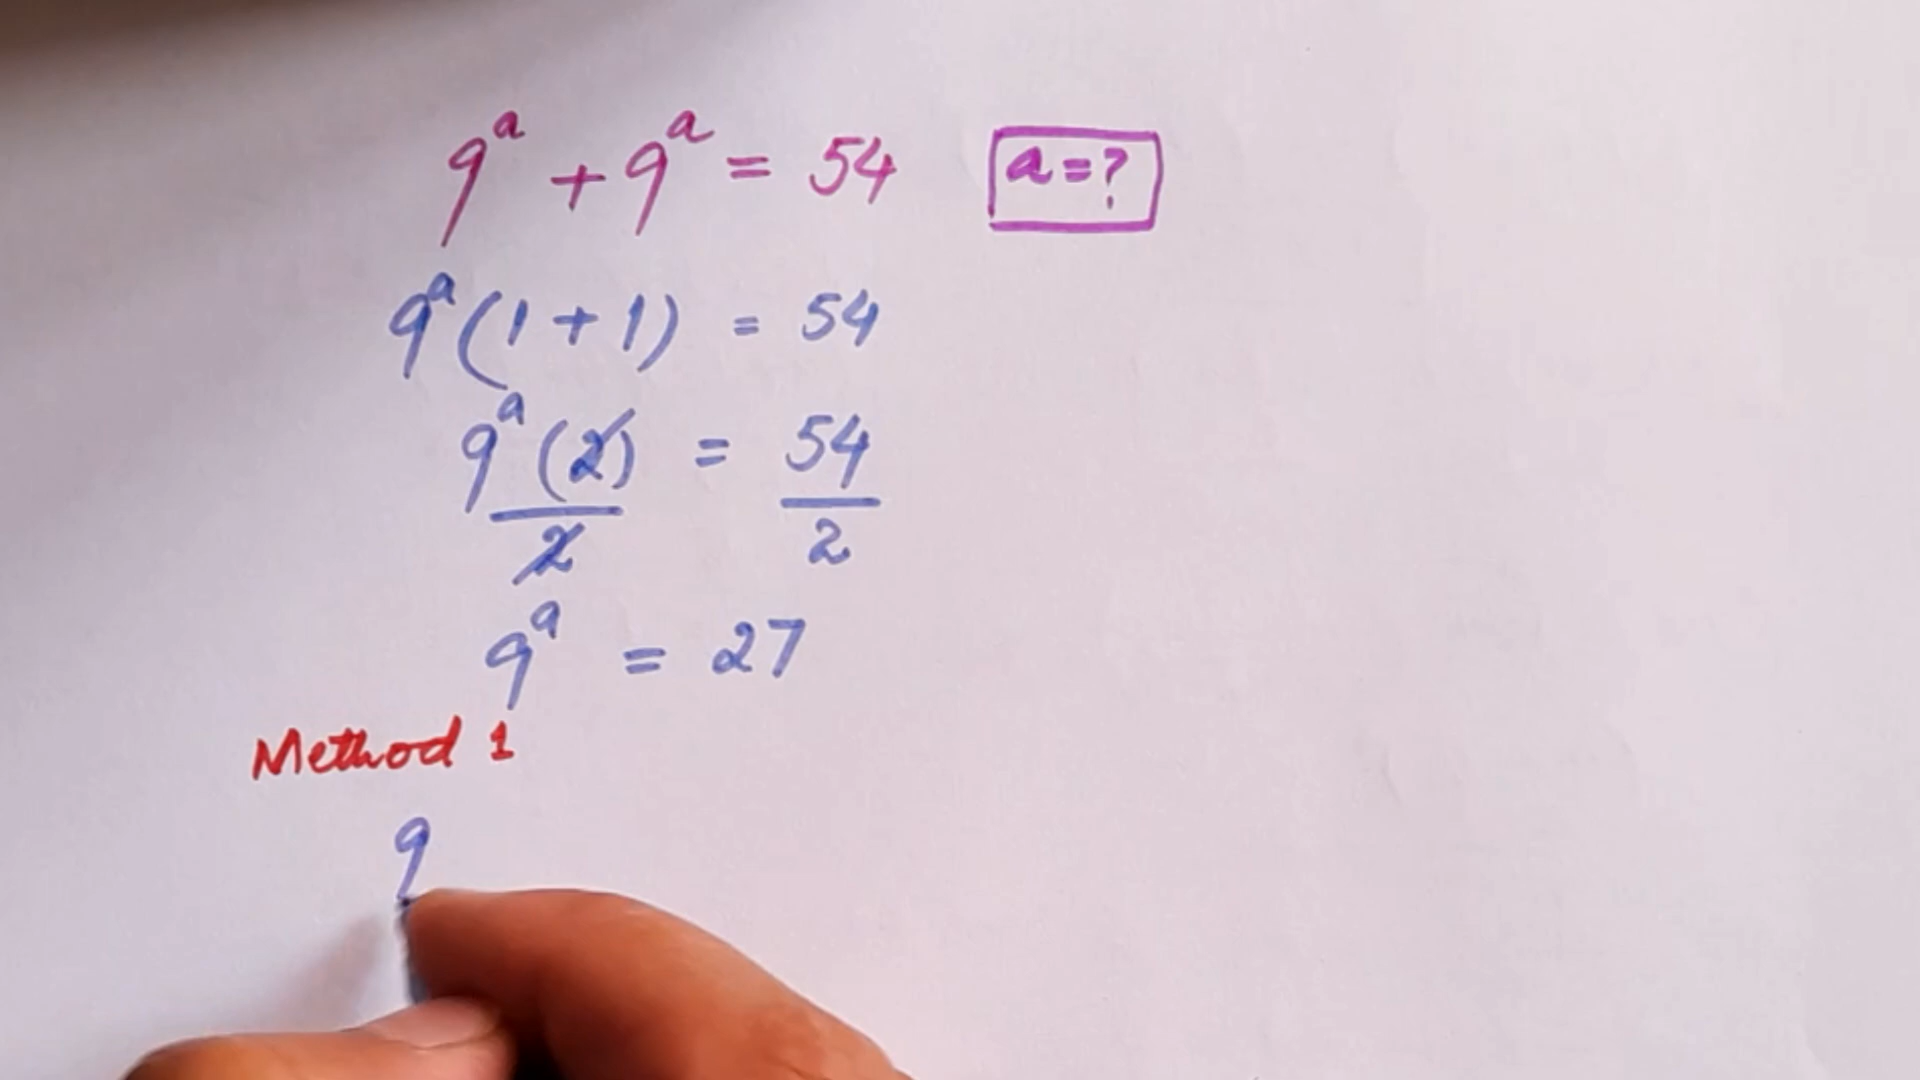 9^a + 9^a = 54 a = ?
9^a (1 + 1) = 54
9^a (2) / 2 = 54 / 2
9^a = 27
Method 1
9